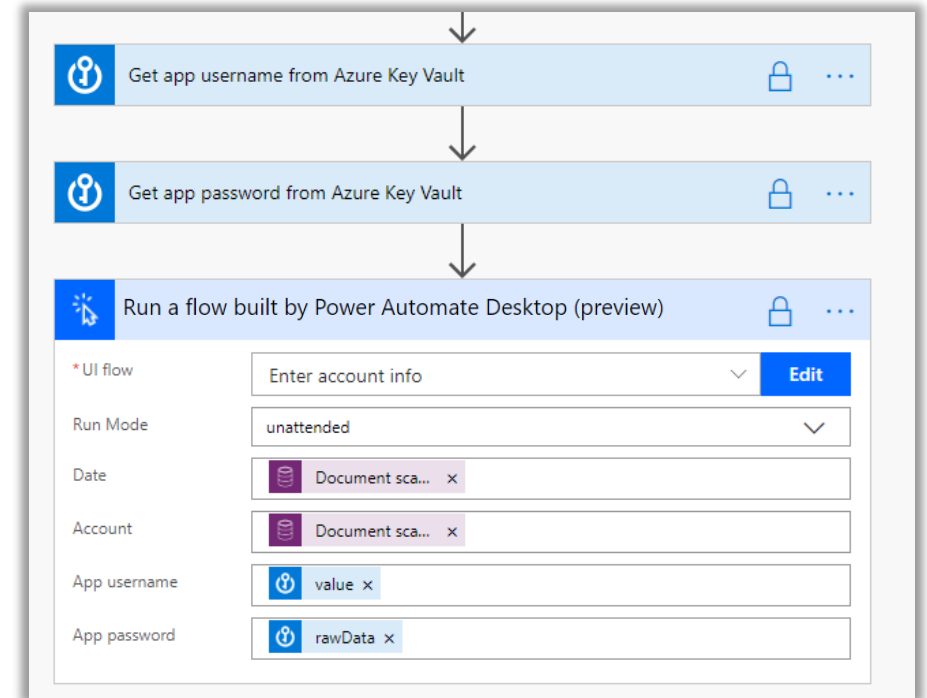 Get app username from Azure Key Vault
Get app password from Azure Key Vault
Run a flow built by Power Automate Desktop (preview)
* UI flow Enter account info Edit
Run Mode unattended
Date Document sca... ×
Account Document sca... ×
App username value ×
App password rawData ×